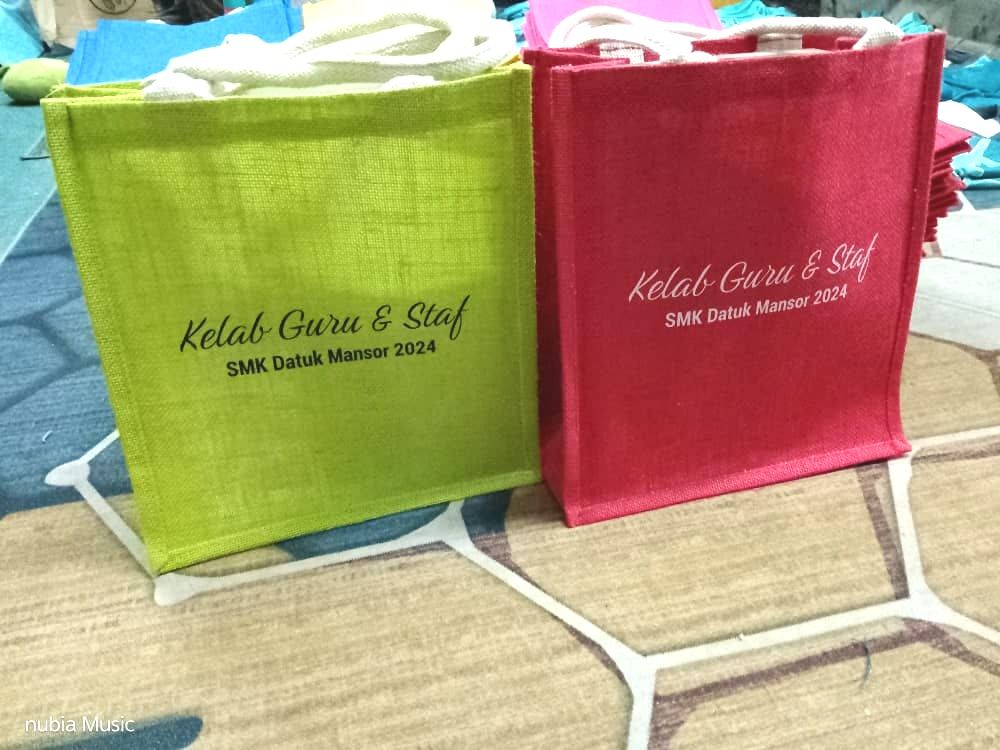 Kelab Guru & Staf
SMK Datuk Mansor 2024
Kelab Guru & Staf
SMK Datuk Mansor 2024
nubia Music